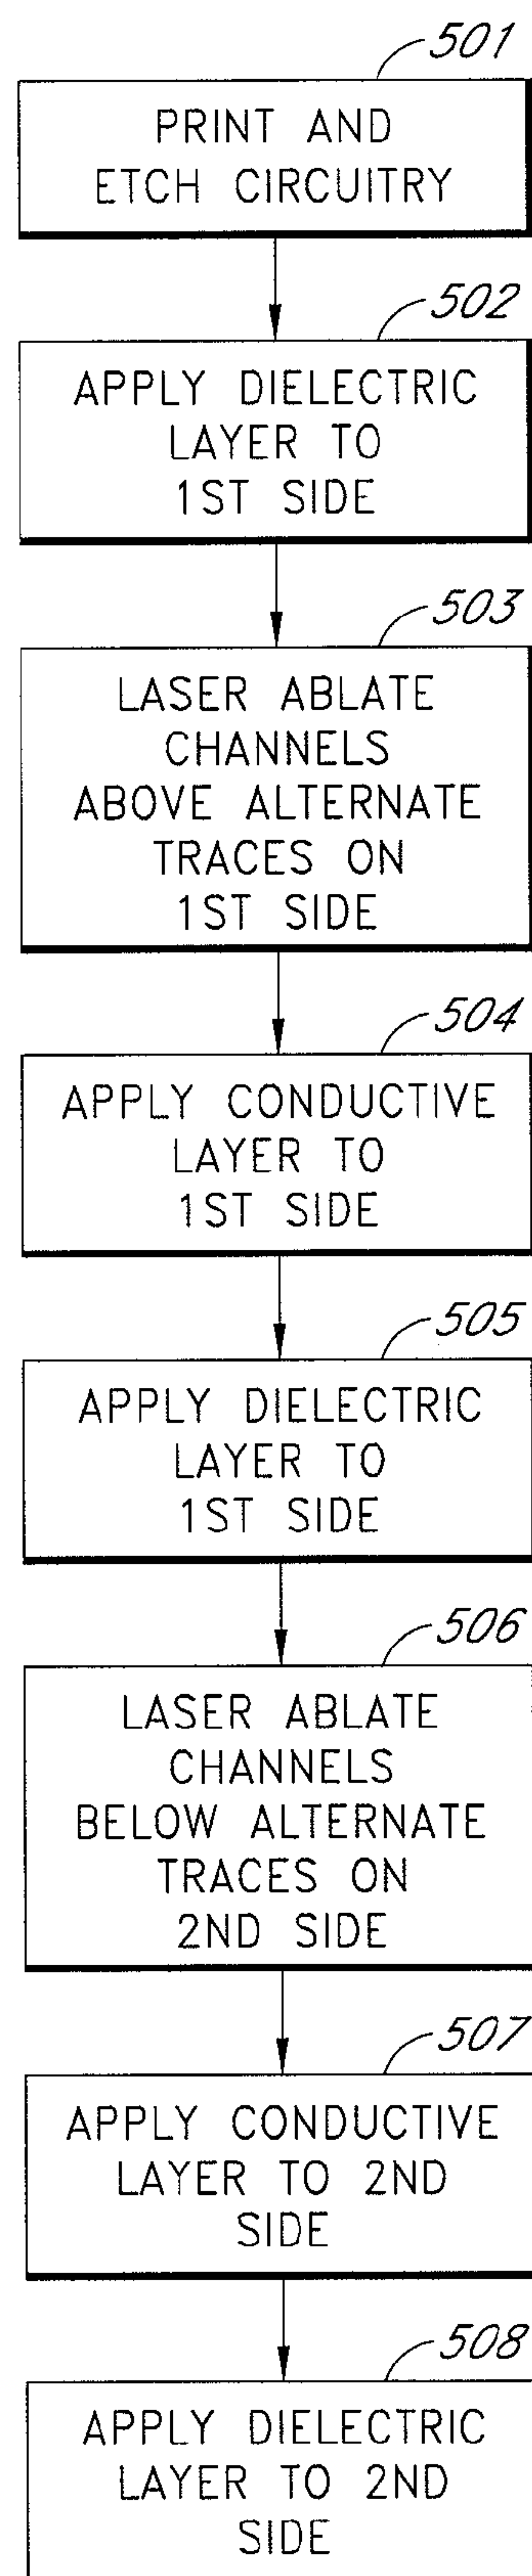 501
PRINT AND
ETCH CIRCUITRY
502
APPLY DIELECTRIC
LAYER TO
1ST SIDE
503
LASER ABLATE
CHANNELS
ABOVE ALTERNATE
TRACES ON
1ST SIDE
504
APPLY CONDUCTIVE
LAYER TO
1ST SIDE
505
APPLY DIELECTRIC
LAYER TO
1ST SIDE
506
LASER ABLATE
CHANNELS
BELOW ALTERNATE
TRACES ON
2ND SIDE
507
APPLY CONDUCTIVE
LAYER TO 2ND
SIDE
508
APPLY DIELECTRIC
LAYER TO 2ND
SIDE